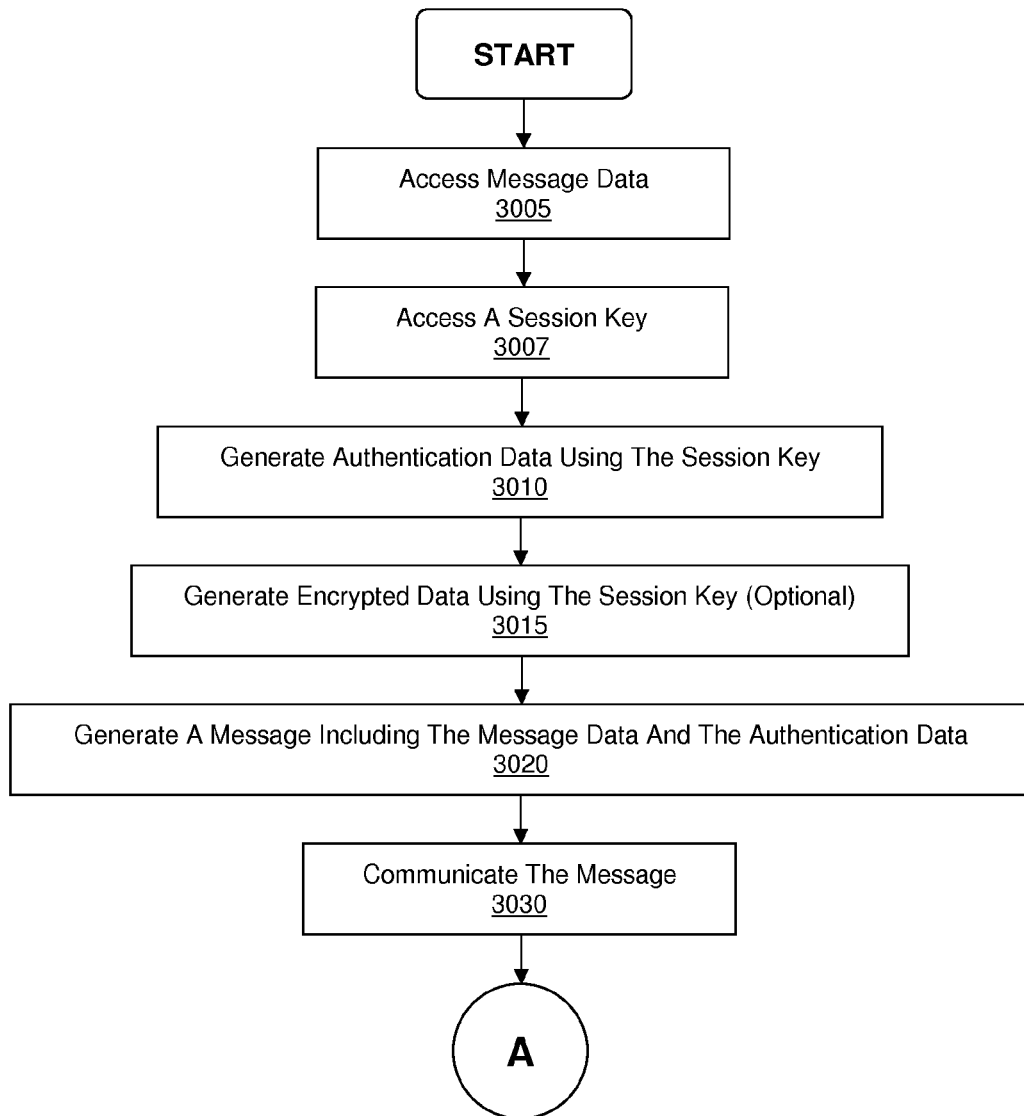 START
Access Message Data
3005
Access A Session Key
3007
Generate Authentication Data Using The Session Key
3010
Generate Encrypted Data Using The Session Key (Optional)
3015
Generate A Message Including The Message Data And The Authentication Data
3020
Communicate The Message
3030
A